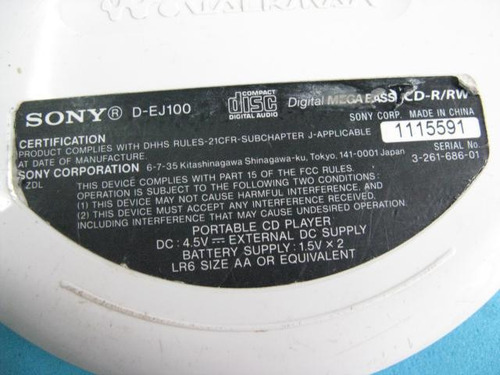 WALKMAN
SONY® D-EJ100 COMPACT disc DIGITAL AUDIO Digital MEGA BASS CD-R/RW
SONY CORP. MADE IN CHINA
CERTIFICATION
PRODUCT COMPLIES WITH DHHS RULES-21CFR-SUBCHAPTER J-APPLICABLE
AT DATE OF MANUFACTURE.
1115591
SERIAL NO.
SONY CORPORATION 6-7-35 Kitashinagawa Shinagawa-ku, Tokyo, 141-0001 Japan
3-261-686-01
ZDL
THIS DEVICE COMPLIES WITH PART 15 OF THE FCC RULES.
OPERATION IS SUBJECT TO THE FOLLOWING TWO CONDITIONS:
(1) THIS DEVICE MAY NOT CAUSE HARMFUL INTERFERENCE, AND
(2) THIS DEVICE MUST ACCEPT ANY INTERFERENCE RECEIVED,
INCLUDING INTERFERENCE THAT MAY CAUSE UNDESIRED OPERATION.
PORTABLE CD PLAYER
DC: 4.5V ⎓ EXTERNAL DC SUPPLY
BATTERY SUPPLY : 1.5V × 2
LR6 SIZE AA OR EQUIVALENT